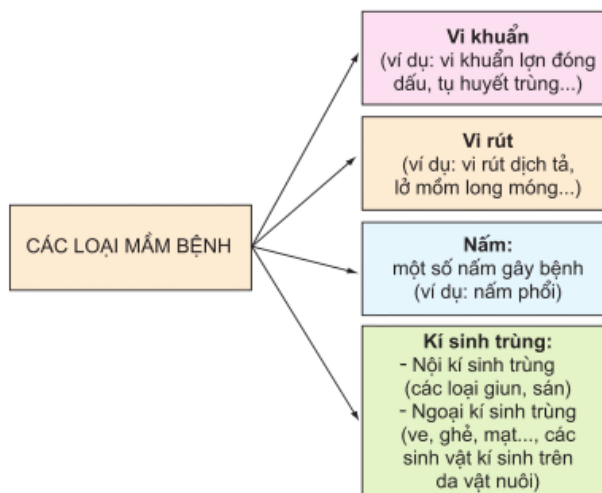 CÁC LOẠI MẦM BỆNH
Vi khuẩn
(ví dụ: vi khuẩn lợn đóng
dấu, tụ huyết trùng...)
Vi rút
(ví dụ: vi rút dịch tả,
lở mồm long móng...)
Nấm:
một số nấm gây bệnh
(ví dụ: nấm phổi)
Kí sinh trùng:
- Nội kí sinh trùng
(các loại giun, sán)
- Ngoại kí sinh trùng
(ve, ghẻ, mạt..., các
sinh vật kí sinh trên
da vật nuôi)